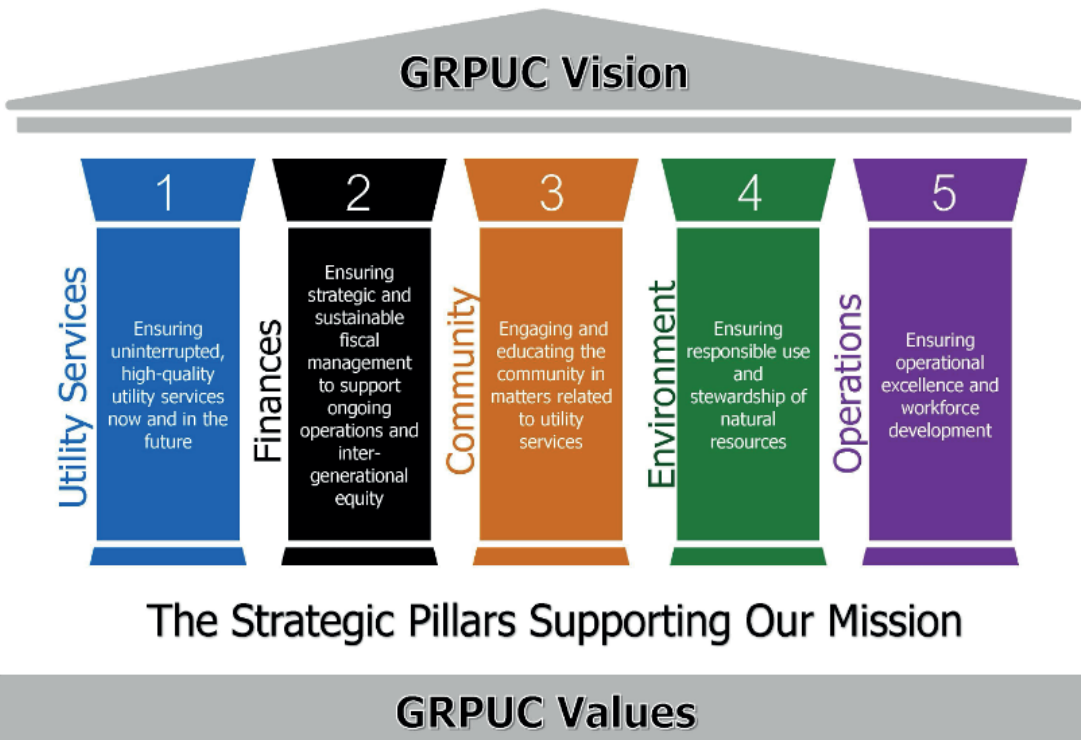 GRPUC Vision
1
Utility Services
Ensuring
uninterrupted,
high-quality
utility services
now and in the
future
2
Finances
Ensuring
strategic and
sustainable
fiscal
management
to support
ongoing
operations and
inter-
generational
equity
3
Community
Engaging and
educating the
community in
matters related
to utility
services
4
Environment
Ensuring
responsible use
and
stewardship of
natural
resources
5
Operations
Ensuring
operational
excellence and
workforce
development
The Strategic Pillars Supporting Our Mission
GRPUC Values